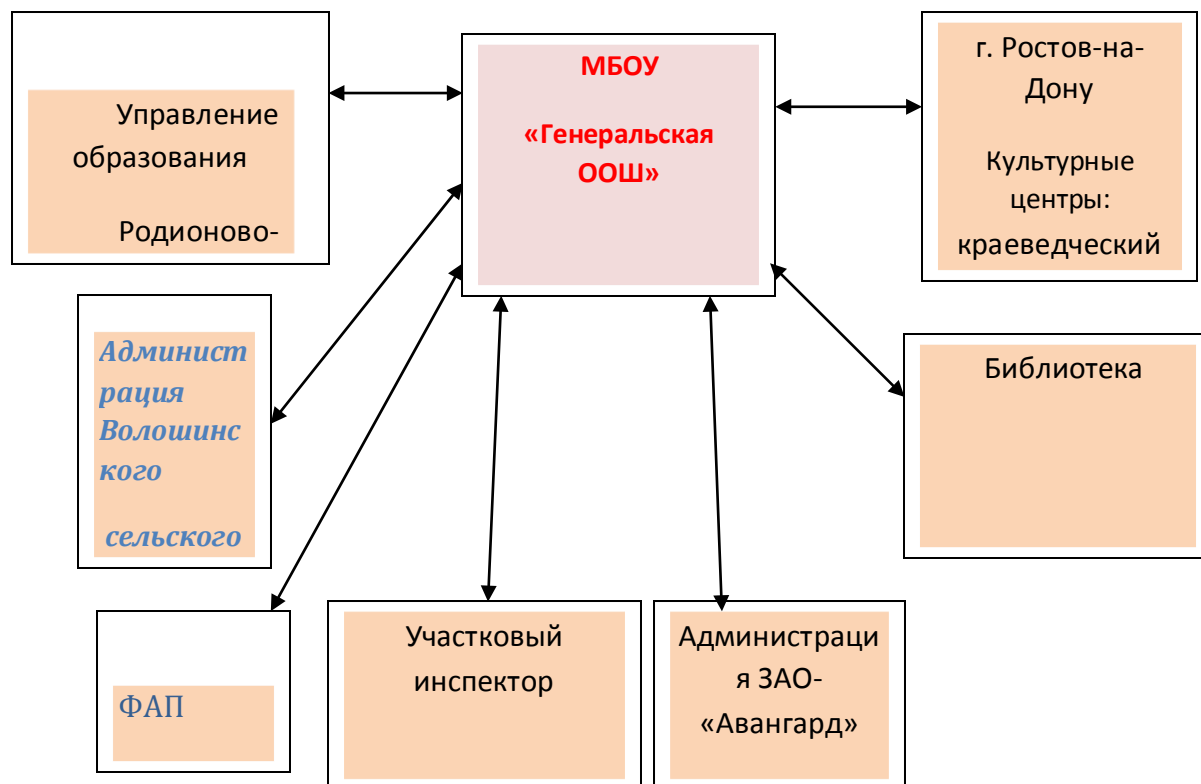 Управление
образования
Родионово-
МБОУ
«Генеральская
ООШ»
г. Ростов-на-
Дону
Культурные
центры:
краеведческий
Админист
рация
Волошинс
кого
сельского
Библиотека
ФАП
Участковый
инспектор
Администраци
я ЗАО-
«Авангард»